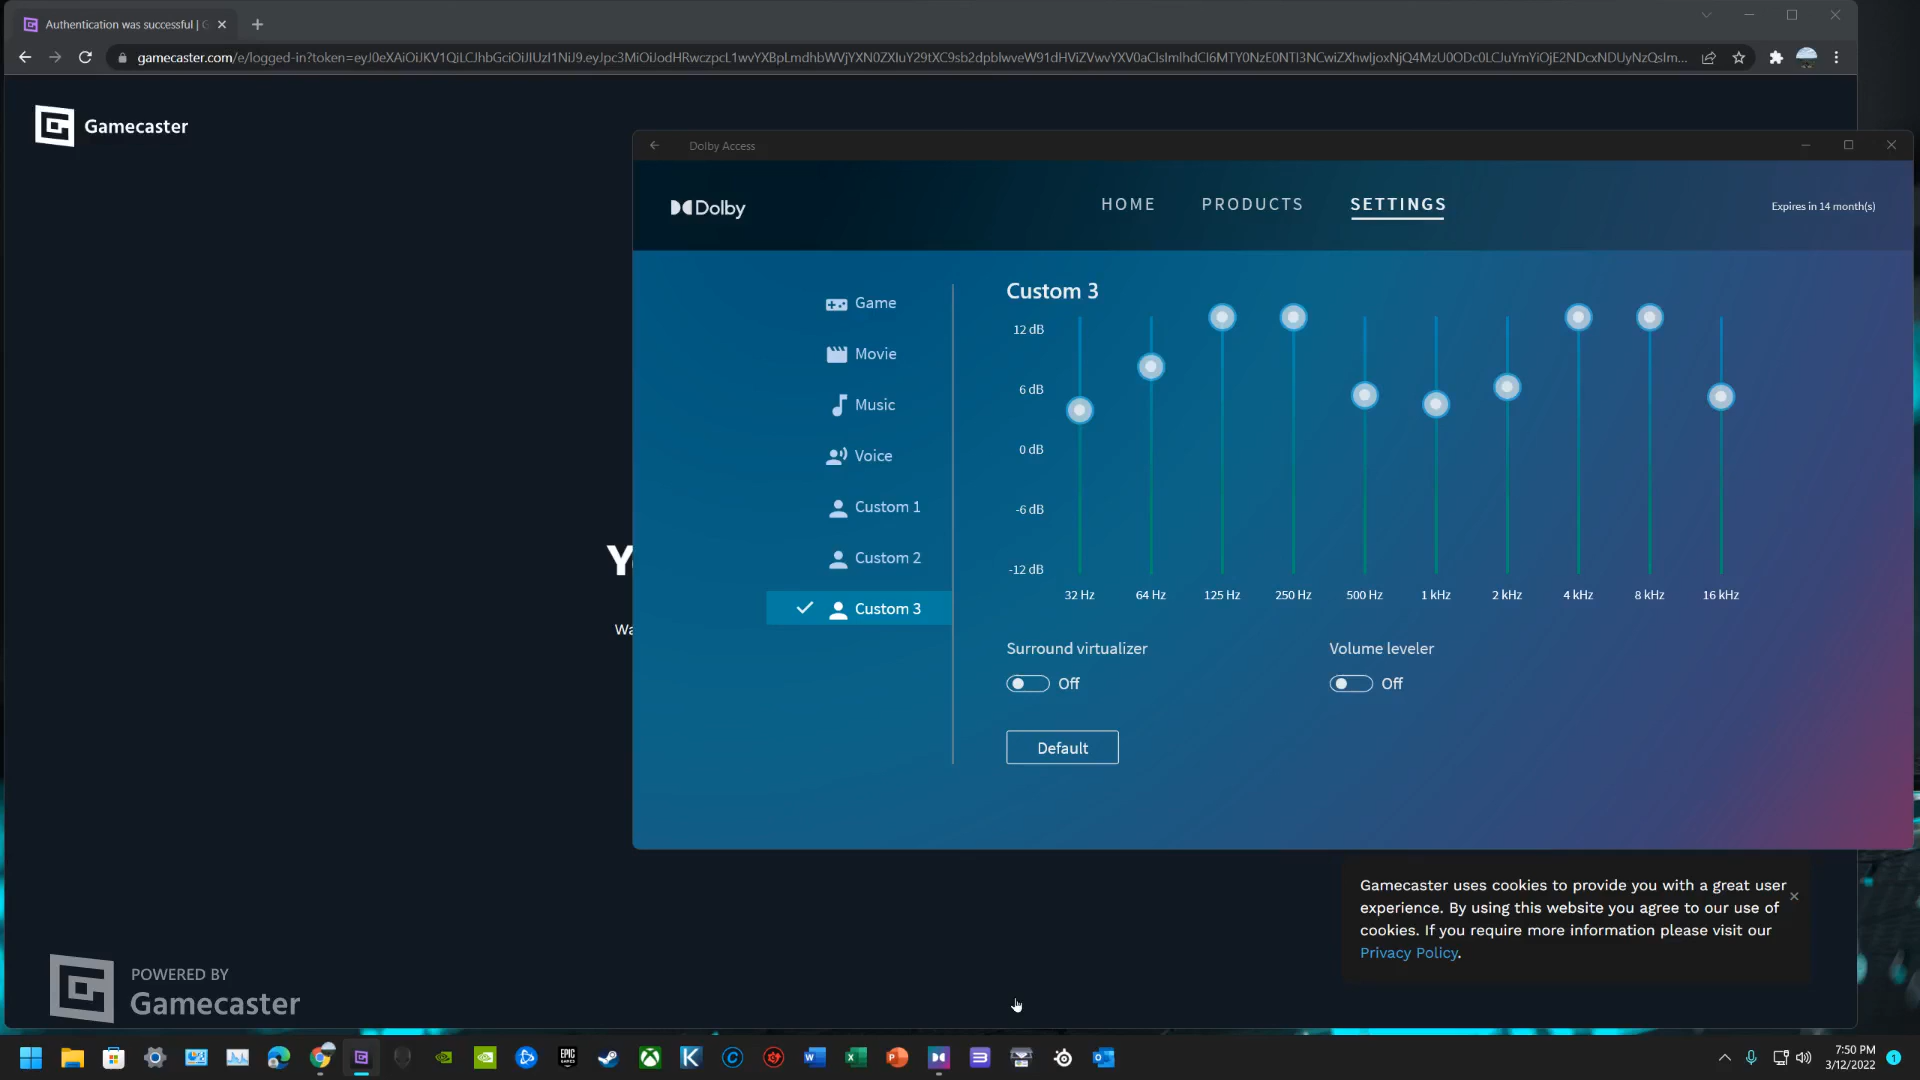 Authentication was successful |
gamecaster.com/e/logged-in?token=
Gamecaster
Dolby Access
Dolby
HOME PRODUCTS SETTINGS
Expires in 14 month(s)
Game
Movie
Music
Voice
Custom 1
Custom 2
Custom 3
Custom 3
12 dB
6 dB
0 dB
-6 dB
-12 dB
32 Hz 64 Hz 125 Hz 250 Hz 500 Hz 1 kHz 2 kHz 4 kHz 8 kHz 16 kHz
Surround virtualizer Volume leveler
Off Off
Default
Wa
Gamecaster uses cookies to provide you with a great user
experience. By using this website you agree to our use of
cookies. If you require more information please visit our
Privacy Policy.
POWERED BY
Gamecaster
EPIC
GAMES
7:50 PM
3/12/2022
1